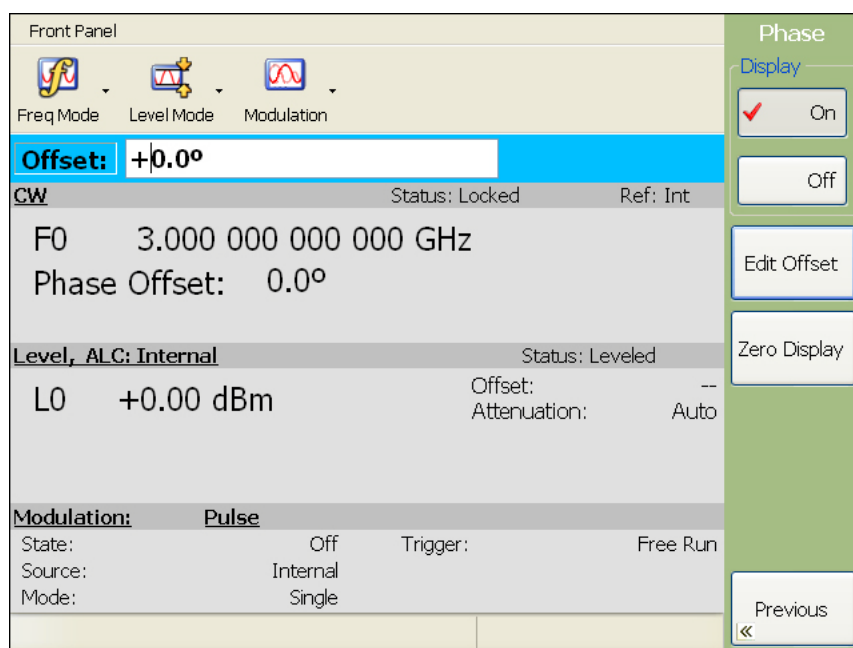 Front Panel
Freq Mode Level Mode Modulation
Offset: +0.0º
CW Status: Locked Ref: Int
F0 3.000 000 000 000 GHz
Phase Offset: 0.0º
Level, ALC: Internal Status: Leveled
L0 +0.00 dBm
Offset: --
Attenuation: Auto
Modulation: Pulse
State: Off Trigger: Free Run
Source: Internal
Mode: Single
Phase
Display
On
Off
Edit Offset
Zero Display
Previous